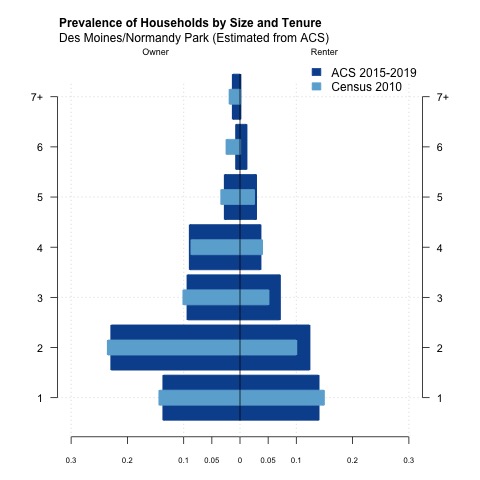 Prevalence of Households by Size and Tenure
Des Moines/Normandy Park (Estimated from ACS)
Owner Renter
ACS 2015-2019
Census 2010
7+ 7+
6 6
5 5
4 4
3 3
2 2
1 1
0.3 0.2 0.1 0.05 0 0.05 0.1 0.2 0.3